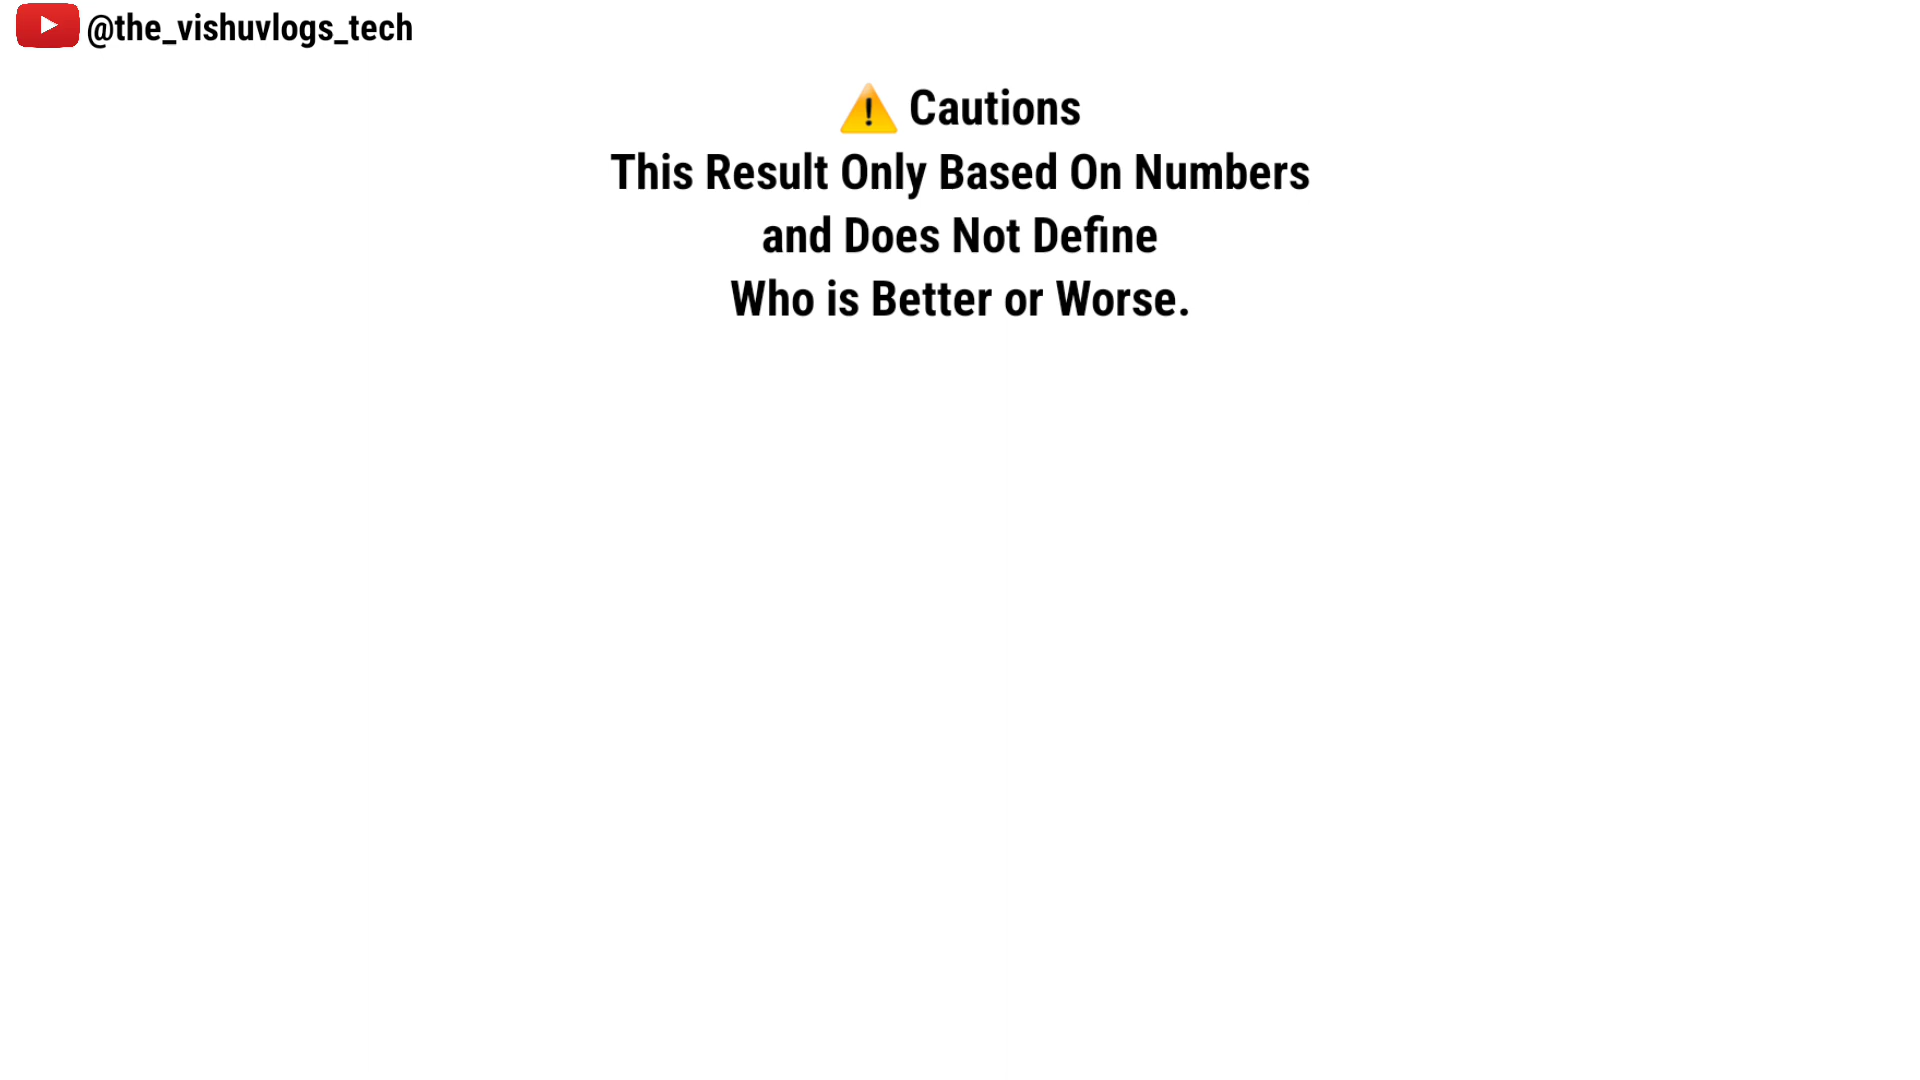 @the_vishuvlogs_tech
⚠️ Cautions
This Result Only Based On Numbers
and Does Not Define
Who is Better or Worse.